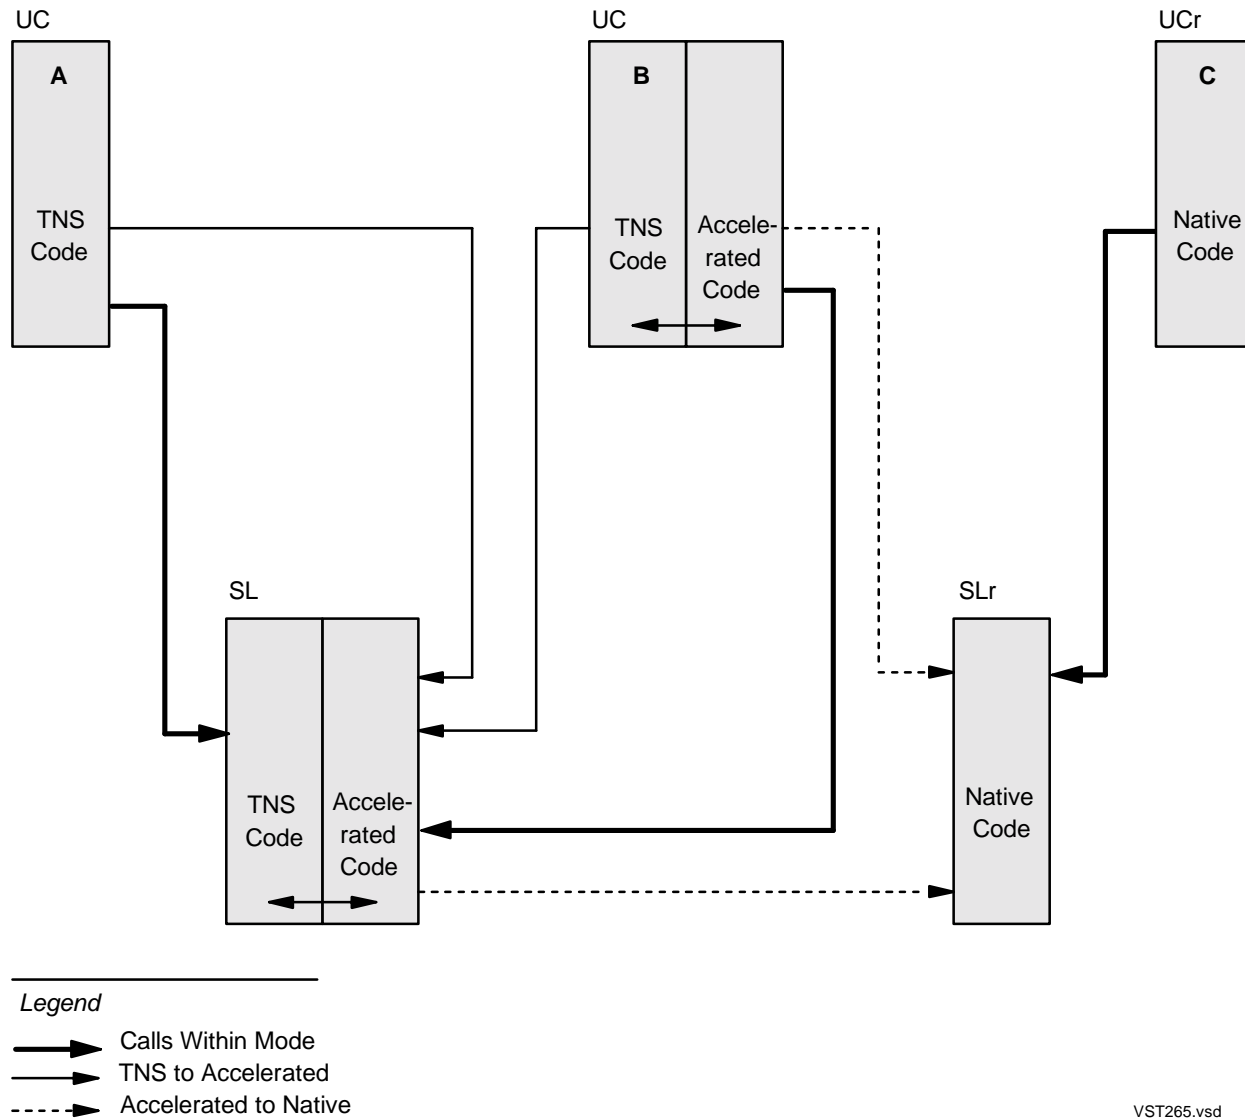 UC
UC
UCr
A
B
C
TNS
Code
TNS
Code
Accele-
rated
Code
Native
Code
SL
SLr
TNS
Code
Accele-
rated
Code
Native
Code
Legend
Calls Within Mode
TNS to Accelerated
Accelerated to Native
VST265.vsd